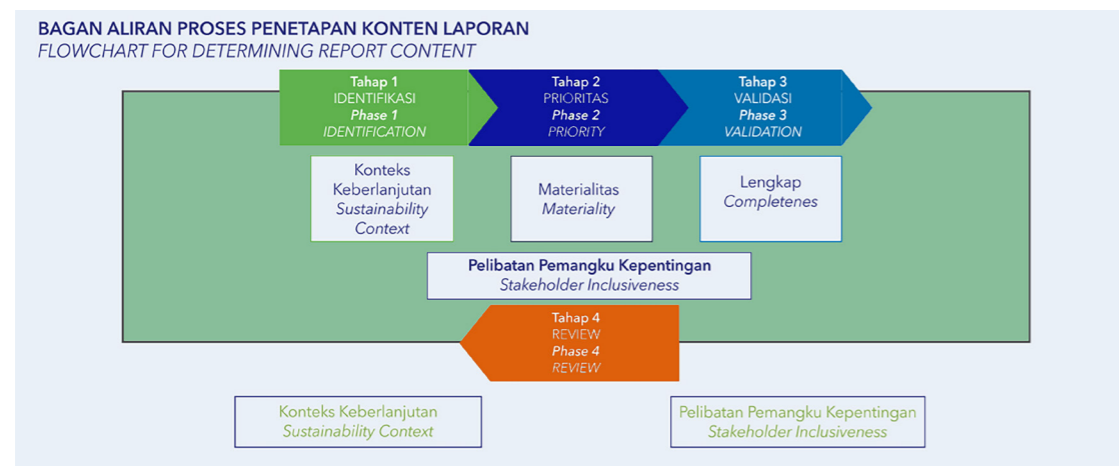 BAGAN ALIRAN PROSES PENETAPAN KONTEN LAPORAN
FLOWCHART FOR DETERMINING REPORT CONTENT
Tahap 1
IDENTIFIKASI
Phase 1
IDENTIFICATION
Tahap 2
PRIORITAS
Phase 2
PRIORITY
Tahap 3
VALIDASI
Phase 3
VALIDATION
Konteks
Keberlanjutan
Sustainability
Context
Materialitas
Materiality
Lengkap
Completenes
Pelibatan Pemangku Kepentingan
Stakeholder Inclusiveness
Tahap 4
REVIEW
Phase 4
REVIEW
Konteks Keberlanjutan
Sustainability Context
Pelibatan Pemangku Kepentingan
Stakeholder Inclusiveness